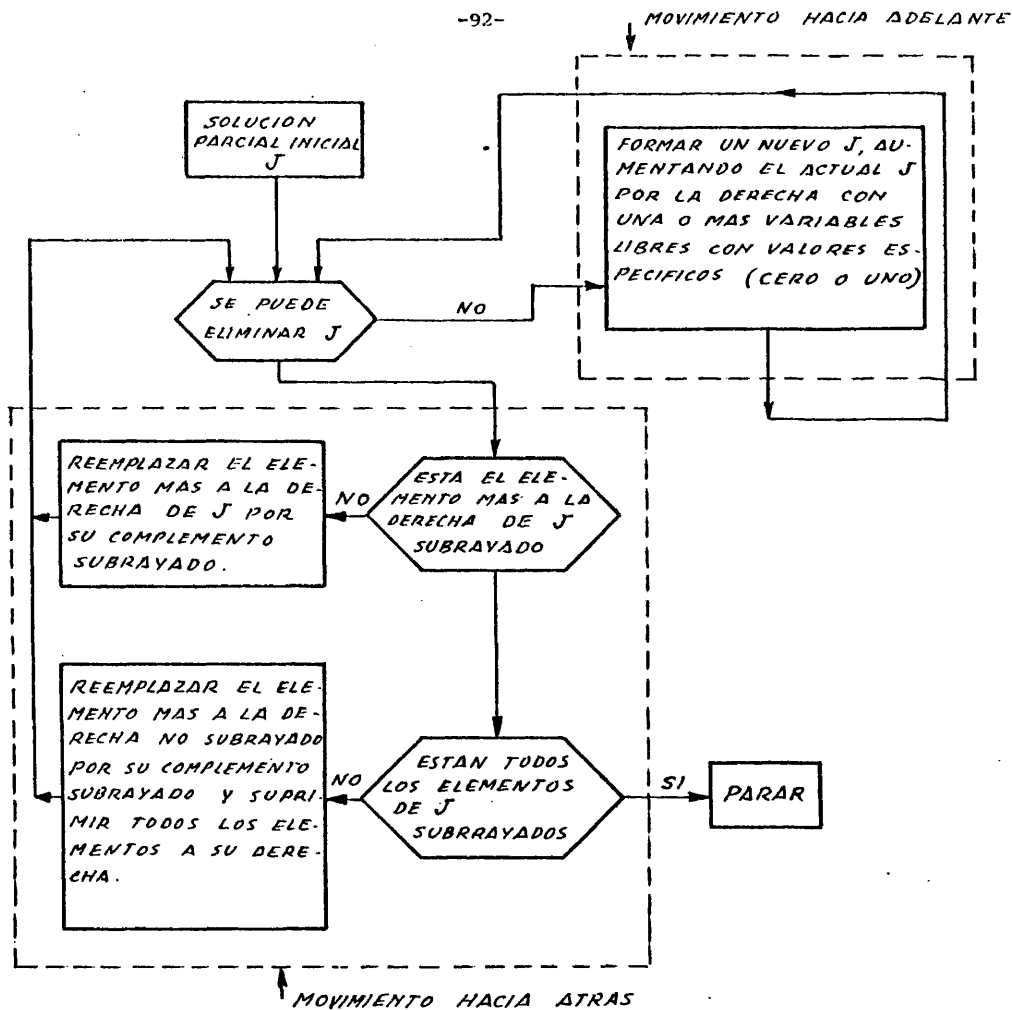 -92-
MOVIMIENTO HACIA ADELANTE
SOLUCION
PARCIAL INICIAL
J
FORMAR UN NUEVO J, AU-
MENTANDO EL ACTUAL J
POR LA DERECHA CON
UNA O MAS VARIABLES
LIBRES CON VALORES ES-
PECIFICOS (CERO O UNO)
SE PUEDE
ELIMINAR J
NO
REEMPLAZAR EL ELE-
MENTO MAS A LA DE-
RECHA DE J POR
SU COMPLEMENTO
SUBRAYADO.
NO
ESTA EL ELE-
MENTO MAS A LA
DERECHA DE J
SUBRAYADO
REEMPLAZAR EL ELE-
MENTO MAS A LA DE-
RECHA NO SUBRAYADO
POR SU COMPLEMENTO
SUBRAYADO Y SUPRI-
MIR TODOS LOS ELE-
MENTOS A SU DERE-
CHA.
NO
ESTAN TODOS
LOS ELEMENTOS
DE J
SUBRRAYADOS
SI
PARAR
MOVIMIENTO HACIA ATRAS